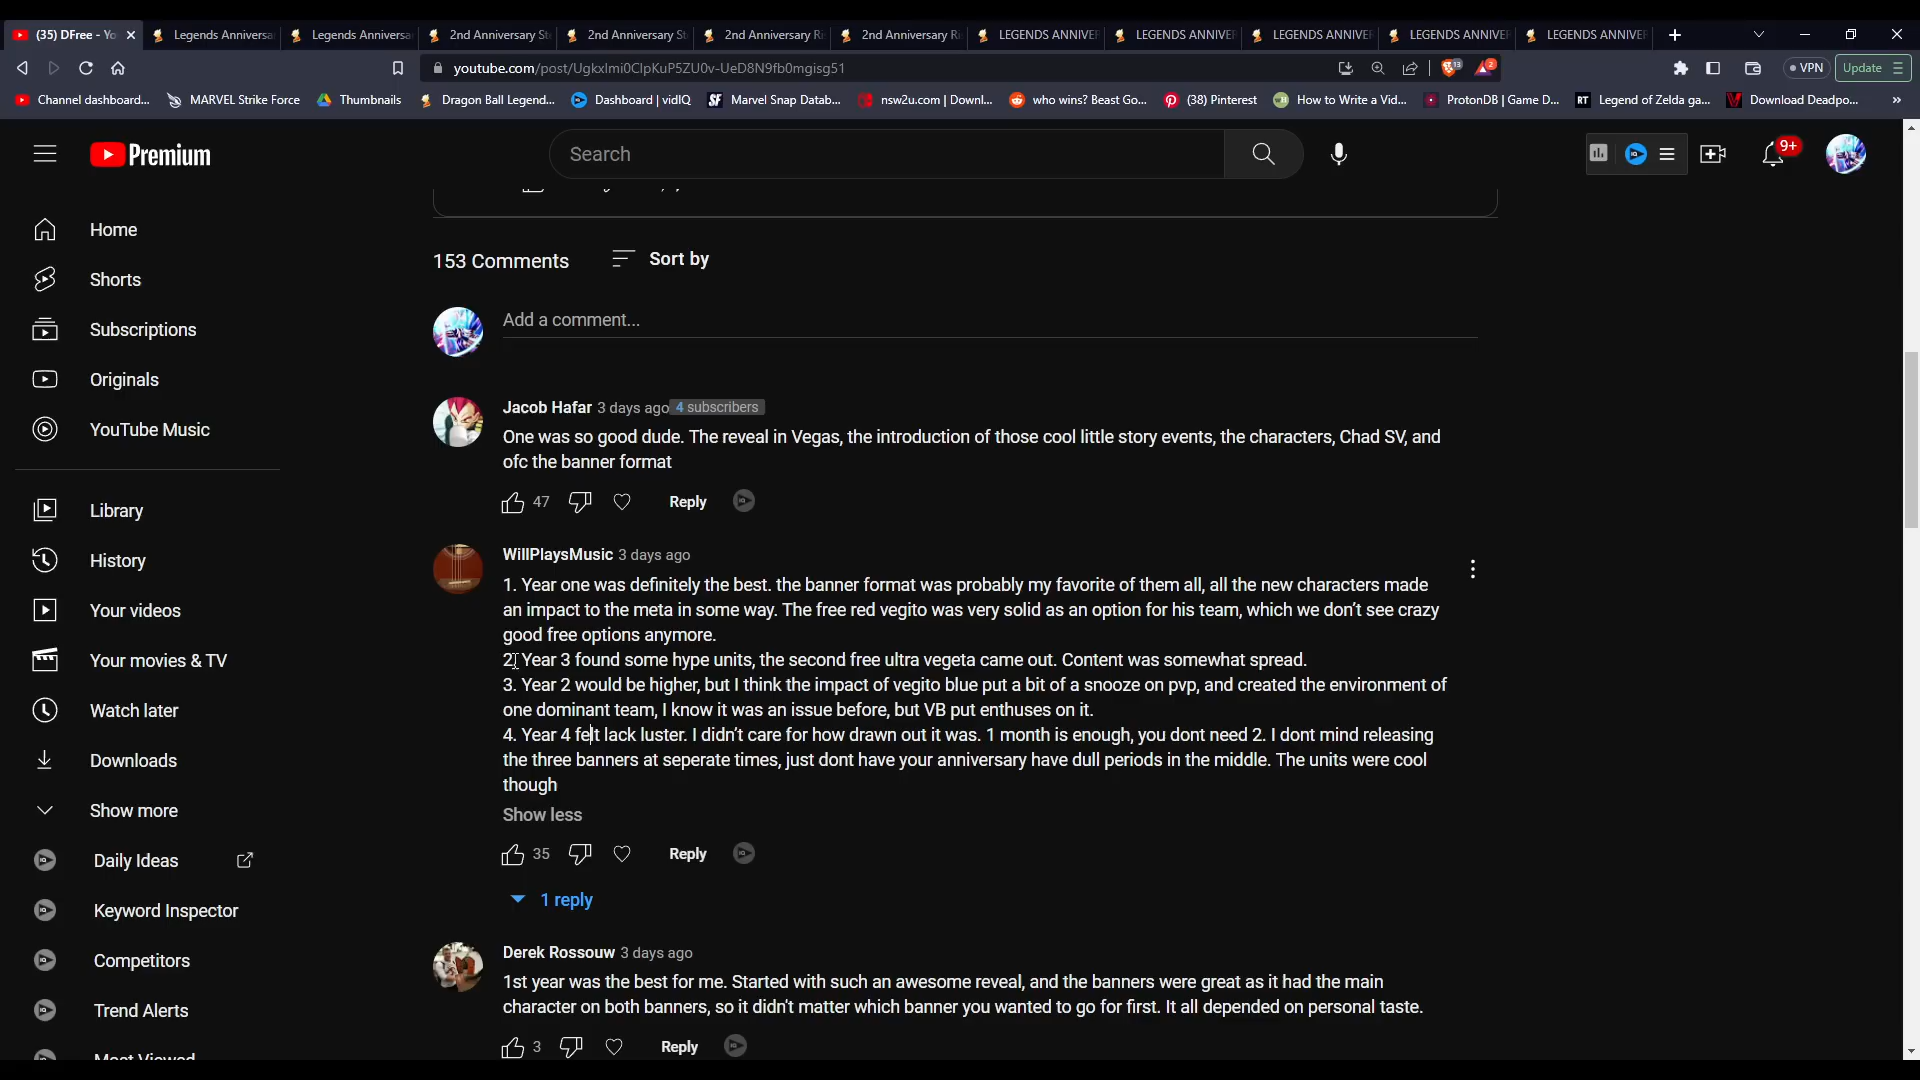 (35) DFree - Yo
Legends Anniversa
Legends Anniversa
2nd Anniversary St
2nd Anniversary St
2nd Anniversary Ri
2nd Anniversary Ri
LEGENDS ANNIVER
LEGENDS ANNIVER
LEGENDS ANNIVER
LEGENDS ANNIVER
LEGENDS ANNIVER
youtube.com/post/UgkxImi0ClpKuP5ZU0v-UeD8N9fb0mgisg51
13
2
VPN
Update
Channel dashboard...
MARVEL Strike Force
Thumbnails
Dragon Ball Legend...
Dashboard | vidIQ
SF
Marvel Snap Datab...
nsw2u.com | Downl...
who wins? Beast Go...
(38) Pinterest
How to Write a Vid...
ProtonDB | Game D...
RT
Legend of Zelda ga...
Download Deadpo...
Premium
Search
9+
Home
Shorts
Subscriptions
Originals
YouTube Music
Library
History
Your videos
Your movies & TV
Watch later
Downloads
Show more
Daily Ideas
Keyword Inspector
Competitors
Trend Alerts
Most Viewed
153 Comments
Sort by
Add a comment...
Jacob Hafar 3 days ago 4 subscribers
One was so good dude. The reveal in Vegas, the introduction of those cool little story events, the characters, Chad SV, and
ofc the banner format
47 Reply
WillPlaysMusic 3 days ago
1. Year one was definitely the best. the banner format was probably my favorite of them all, all the new characters made
an impact to the meta in some way. The free red vegito was very solid as an option for his team, which we don't see crazy
good free options anymore.
2. Year 3 found some hype units, the second free ultra vegeta came out. Content was somewhat spread.
3. Year 2 would be higher, but I think the impact of vegito blue put a bit of a snooze on pvp, and created the environment of
one dominant team, I know it was an issue before, but VB put enthuses on it.
4. Year 4 felt lack luster. I didn't care for how drawn out it was. 1 month is enough, you dont need 2. I dont mind releasing
the three banners at seperate times, just dont have your anniversary have dull periods in the middle. The units were cool
though
Show less
35 Reply
1 reply
Derek Rossouw 3 days ago
1st year was the best for me. Started with such an awesome reveal, and the banners were great as it had the main
character on both banners, so it didn't matter which banner you wanted to go for first. It all depended on personal taste.
3 Reply